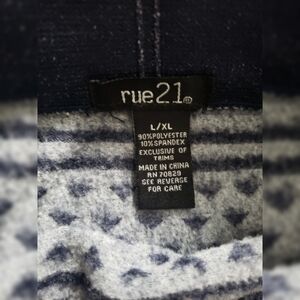 rue21®
L/XL
90%POLYESTER
10%SPANDEX
EXCLUSIVE OF
TRIMS
MADE IN CHINA
RN 70829
SEE REVERSE
FOR CARE